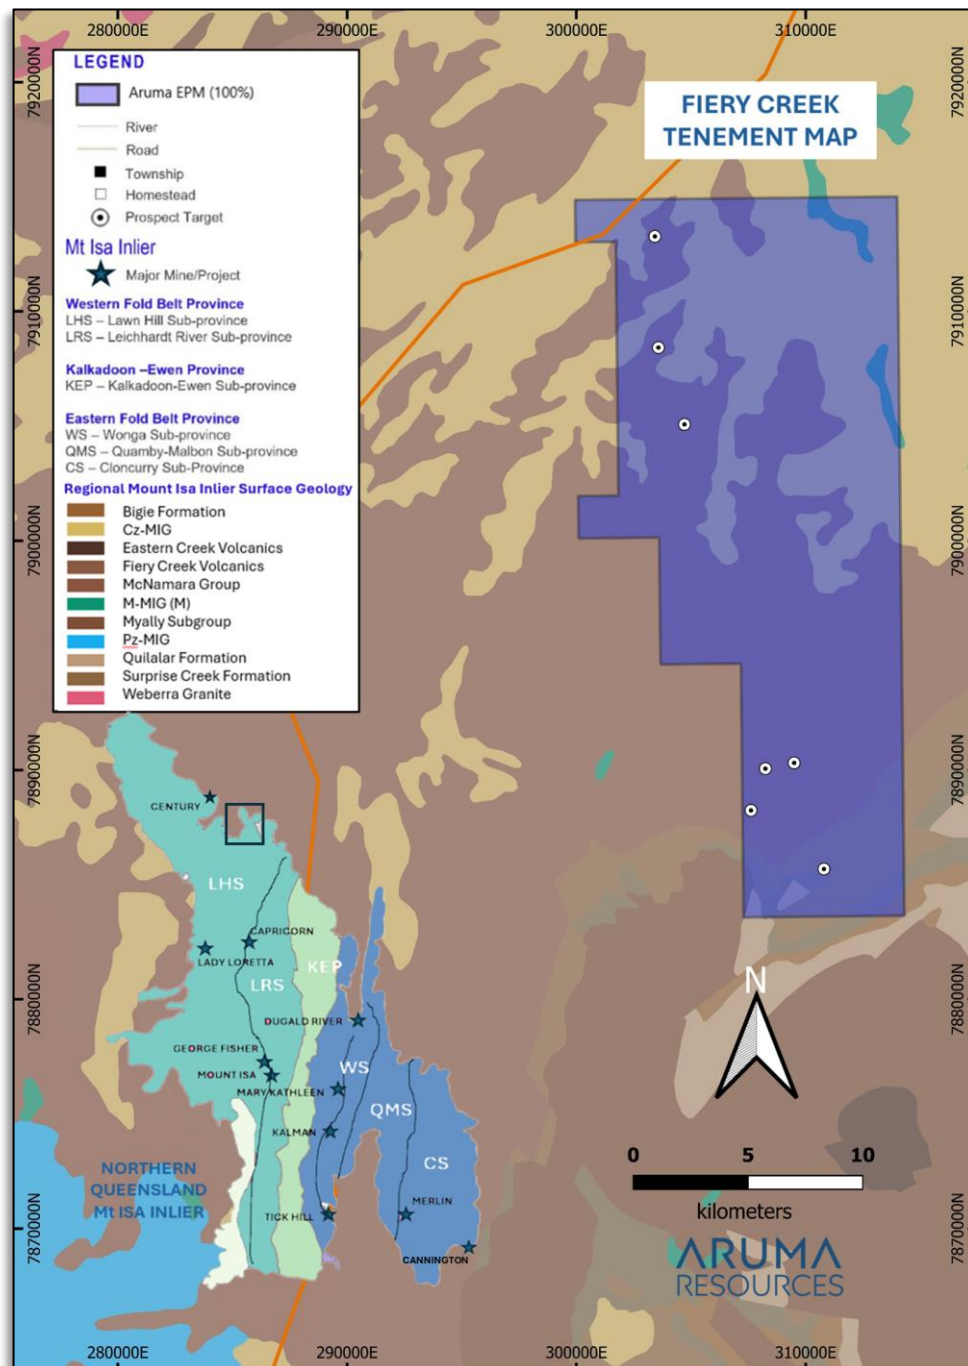 280000E 290000E 300000E 310000E
7920000N 7920000N
7910000N 7910000N
7900000N 7900000N
7890000N 7890000N
7880000N 7880000N
7870000N 7870000N
LEGEND
Aruma EPM (100%)
River
Road
Township
Homestead
Prospect Target
Mt Isa Inlier
Major Mine/Project
Western Fold Belt Province
LHS – Lawn Hill Sub-province
LRS – Leichhardt River Sub-province
Kalkadoon –Ewen Province
KEP – Kalkadoon-Ewen Sub-province
Eastern Fold Belt Province
WS – Wonga Sub-province
QMS – Quamby-Malbon Sub-province
CS – Cloncurry Sub-Province
Regional Mount Isa Inlier Surface Geology
Bigie Formation
Cz-MIG
Eastern Creek Volcanics
Fiery Creek Volcanics
McNamara Group
M-MIG (M)
Myally Subgroup
Pz-MIG
Quilalar Formation
Surprise Creek Formation
Weberra Granite
FIERY CREEK
TENEMENT MAP
CENTURY
LHS
CAPRICORN
LADY LORETTA
KEP
LRS
DUGALD RIVER
GEORGE FISHER
WS
MOUNT ISA
MARY KATHLEEN
QMS
KALMAN
CS
MERLIN
TICK HILL
CANNINGTON
NORTHERN
QUEENSLAND
Mt ISA INLIER
N
0 5 10
kilometers
ARUMA
RESOURCES
280000E 290000E 300000E 310000E